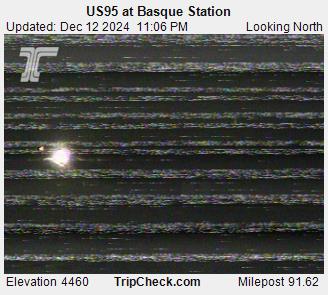 US95 at Basque Station
Updated: Dec 12 2024 11:06 PM Looking North
Elevation 4460 TripCheck.com Milepost 91.62